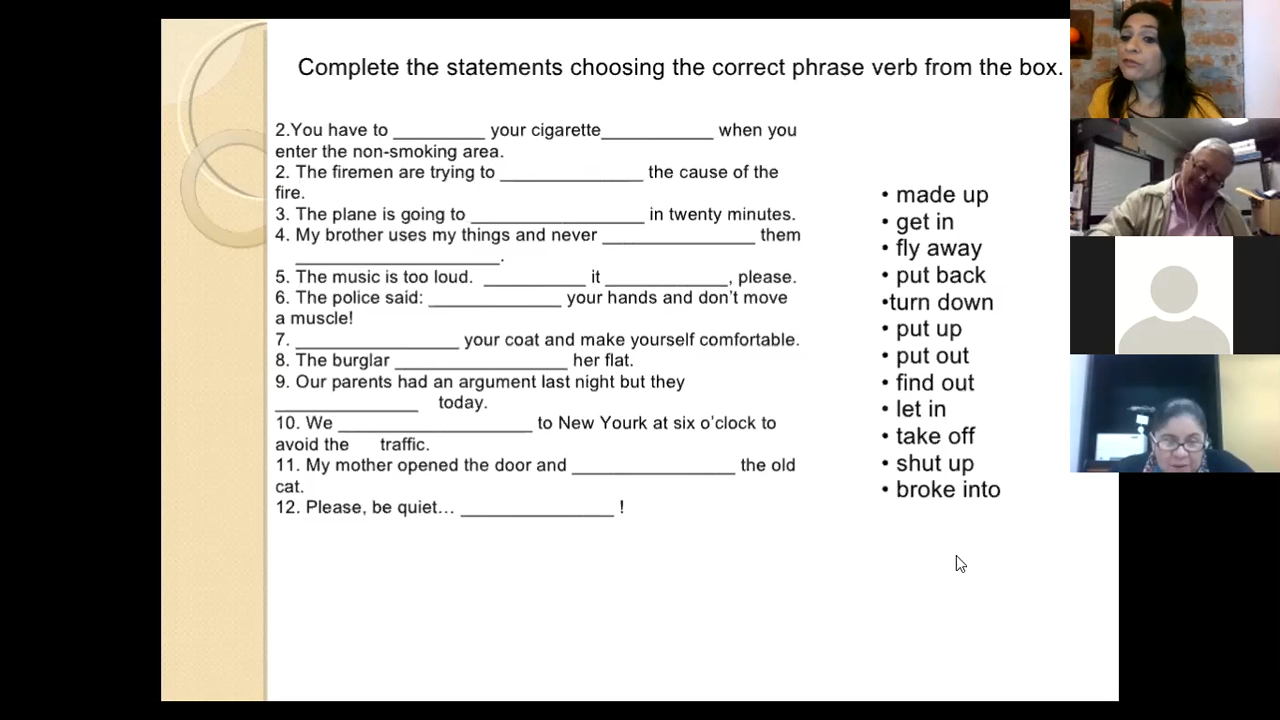 Complete the statements choosing the correct phrase verb from the box.
2.You have to _________ your cigarette___________ when you
enter the non-smoking area.
2. The firemen are trying to ______________ the cause of the
fire.
3. The plane is going to _________________ in twenty minutes.
4. My brother uses my things and never _______________ them
____________________.
5. The music is too loud. __________ it ____________, please.
6. The police said: _____________ your hands and don't move
a muscle!
7. ________________ your coat and make yourself comfortable.
8. The burglar _________________ her flat.
9. Our parents had an argument last night but they
______________ today.
10. We ___________________ to New Yourk at six o'clock to
avoid the traffic.
11. My mother opened the door and ________________ the old
cat.
12. Please, be quiet… _______________ !
• made up
• get in
• fly away
• put back
•turn down
• put up
• put out
• find out
• let in
• take off
• shut up
• broke into